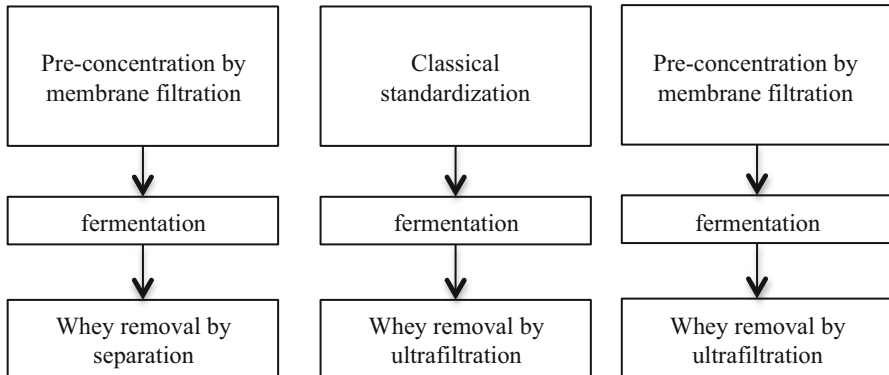 Pre-concentration by
membrane filtration
fermentation
Whey removal by
separation
Classical
standardization
fermentation
Whey removal by
ultrafiltration
Pre-concentration by
membrane filtration
fermentation
Whey removal by
ultrafiltration